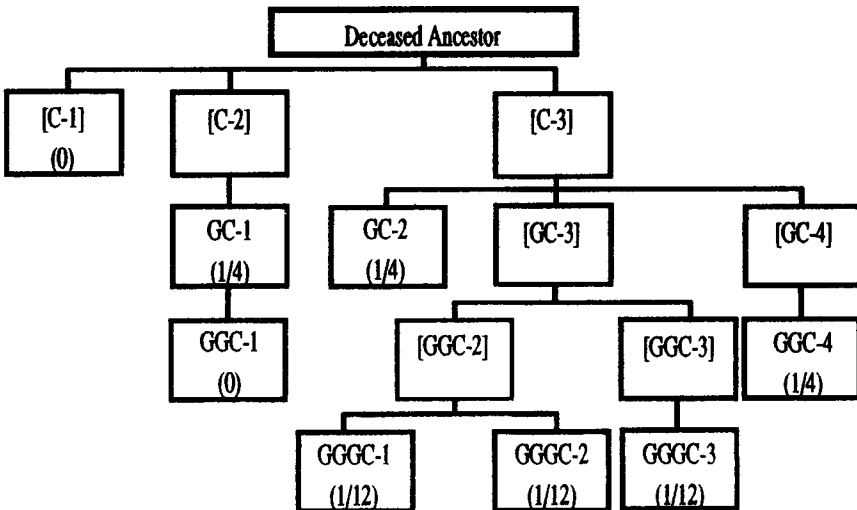 Deceased Ancestor
[C-1]
(0)
[C-2]
[C-3]
GC-1
(1/4)
GC-2
(1/4)
[GC-3]
[GC-4]
GGC-1
(0)
[GGC-2]
[GGC-3]
GGC-4
(1/4)
GGGC-1
(1/12)
GGGC-2
(1/12)
GGGC-3
(1/12)